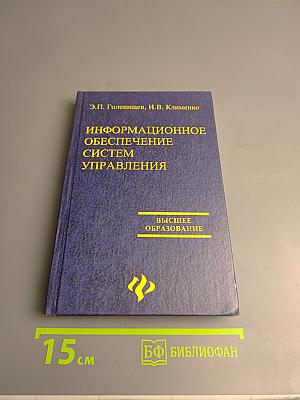 Э.П. Голенищев, И.В. Клименко
ИНФОРМАЦИОННОЕ
ОБЕСПЕЧЕНИЕ
СИСТЕМ
УПРАВЛЕНИЯ
ВЫСШЕЕ
ОБРАЗОВАНИЕ
15 см
БФ БИБЛИОФАН